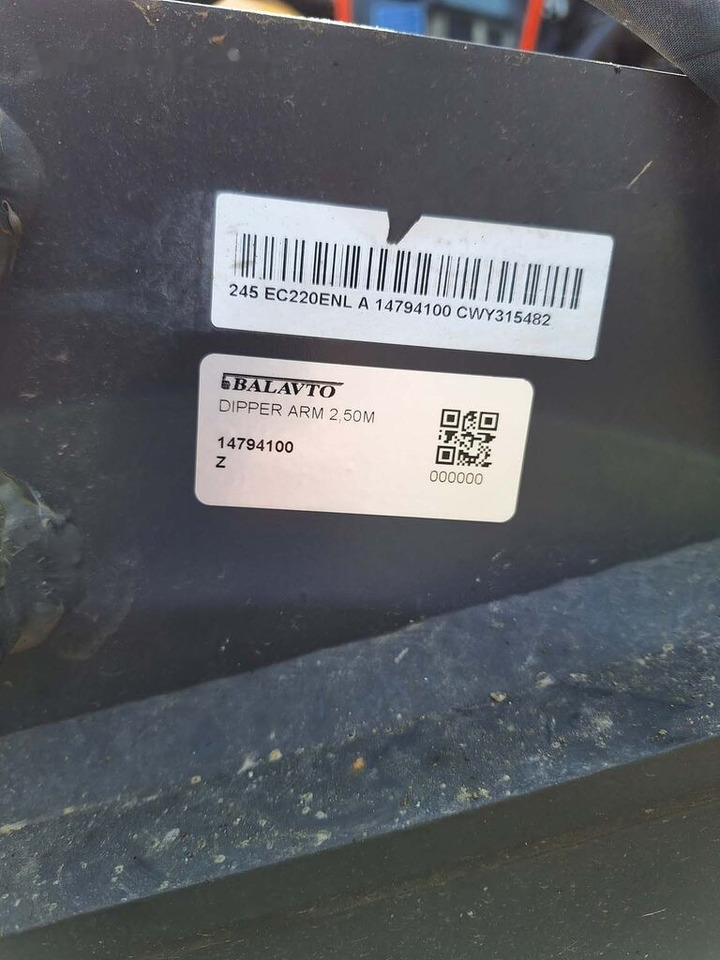 245 EC220ENL A 14794100 CWY315482
BALAVTO
DIPPER ARM 2,50M
14794100
Z
000000